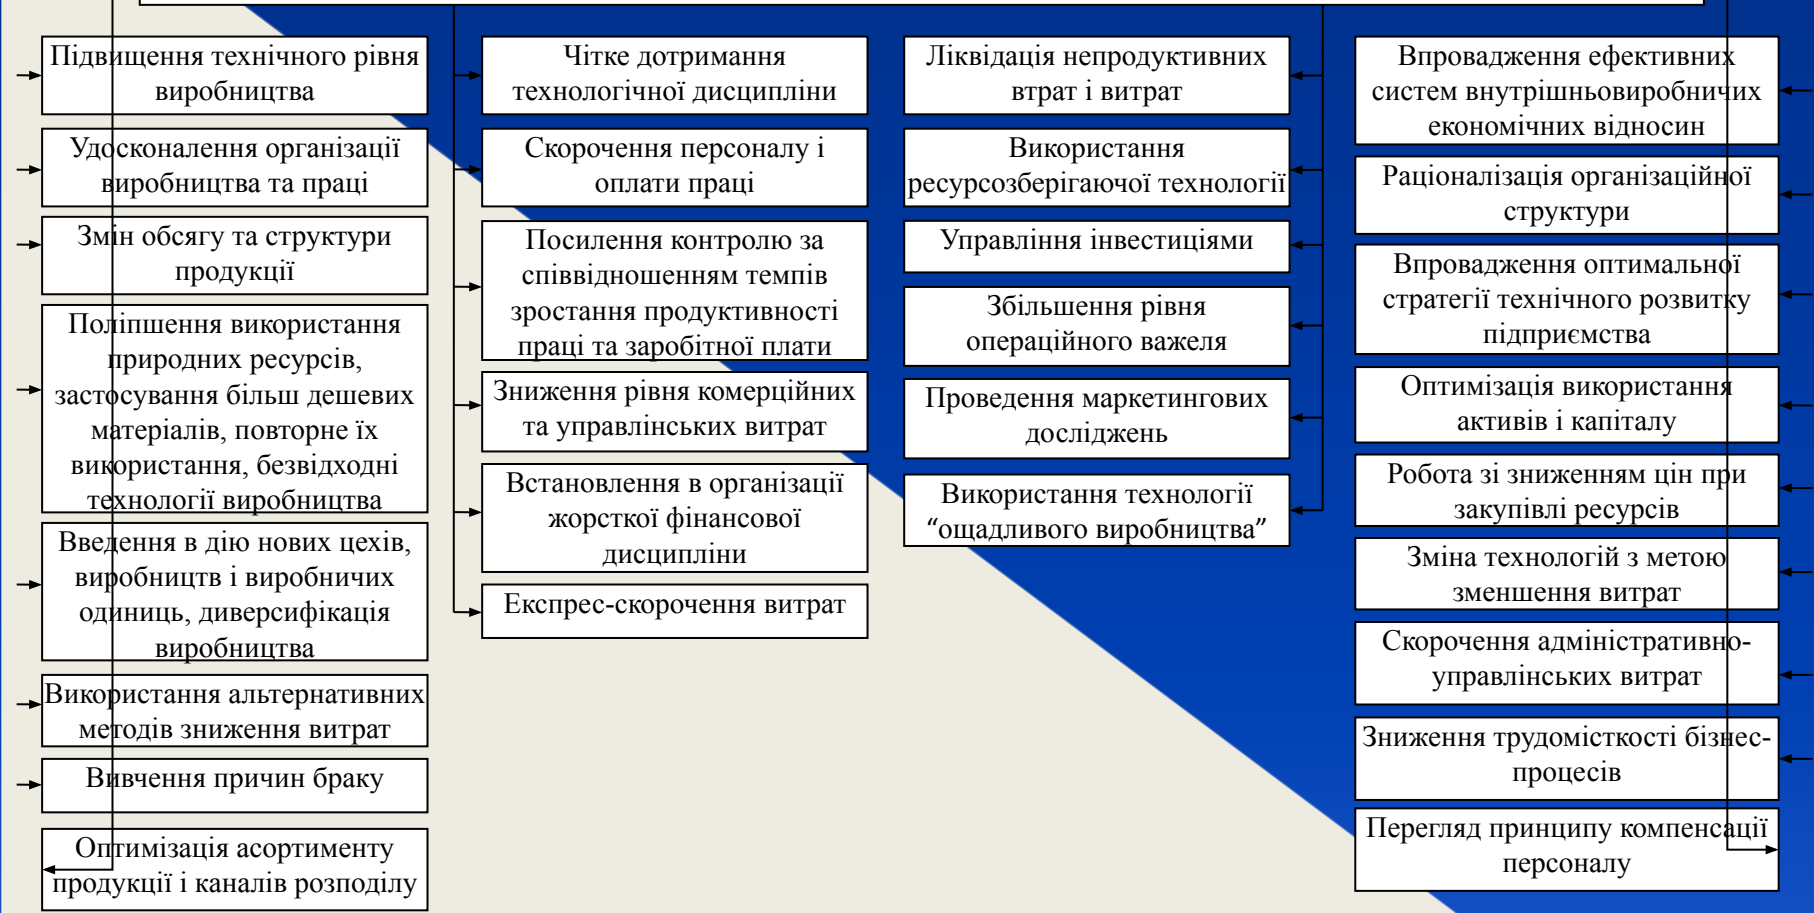 Підвищення технічного рівня
виробництва
Удосконалення організації
виробництва та праці
Змін обсягу та структури
продукції
Поліпшення використання
природних ресурсів,
застосування більш дешевих
матеріалів, повторне їх
використання, безвідходні
технології виробництва
Введення в дію нових цехів,
виробництв і виробничих
одиниць, диверсифікація
виробництва
Використання альтернативних
методів зниження витрат
Вивчення причин браку
Оптимізація асортименту
продукції і каналів розподілу
Чітке дотримання
технологічної дисципліни
Скорочення персоналу і
оплати праці
Посилення контролю за
співвідношенням темпів
зростання продуктивності
праці та заробітної плати
Зниження рівня комерційних
та управлінських витрат
Встановлення в організації
жорсткої фінансової
дисципліни
Експрес-скорочення витрат
Ліквідація непродуктивних
втрат і витрат
Використання
ресурсозберігаючої технології
Управління інвестиціями
Збільшення рівня
операційного важеля
Проведення маркетингових
досліджень
Використання технології
“ощадливого виробництва”
Впровадження ефективних
систем внутрішньовиробничих
економічних відносин
Раціоналізація організаційної
структури
Впровадження оптимальної
стратегії технічного розвитку
підприємства
Оптимізація використання
активів і капіталу
Робота зі зниженням цін при
закупівлі ресурсів
Зміна технологій з метою
зменшення витрат
Скорочення адміністративно-
управлінських витрат
Зниження трудомісткості бізнес-
процесів
Перегляд принципу компенсації
персоналу